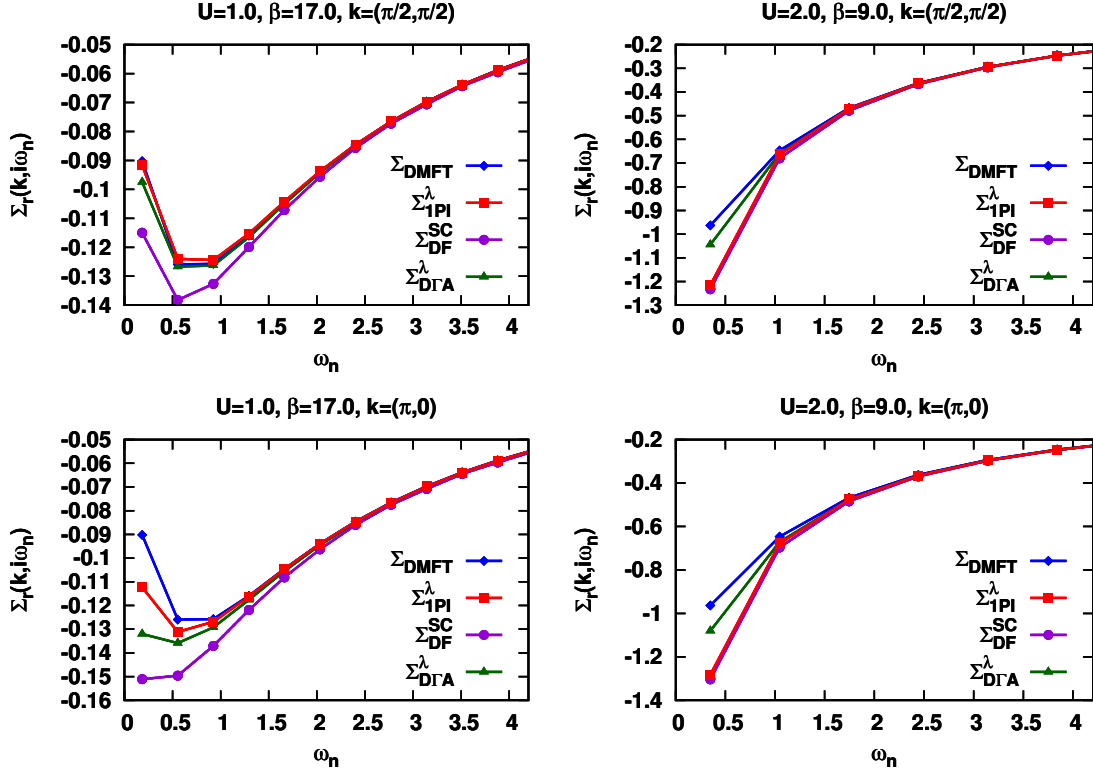 U=1.0, β=17.0, k=(π/2,π/2)
-0.05
-0.06
-0.07
-0.08
-0.09
-0.1
-0.11
-0.12
-0.13
-0.14
Σr(k,iωn)
ΣDMFT
Σλ1PI
ΣSCDF
ΣλDΓA
0 0.5 1 1.5 2 2.5 3 3.5 4
ωn
U=2.0, β=9.0, k=(π/2,π/2)
-0.2
-0.3
-0.4
-0.5
-0.6
-0.7
-0.8
-0.9
-1
-1.1
-1.2
-1.3
Σr(k,iωn)
ΣDMFT
Σλ1PI
ΣSCDF
ΣλDΓA
0 0.5 1 1.5 2 2.5 3 3.5 4
ωn
U=1.0, β=17.0, k=(π,0)
-0.05
-0.06
-0.07
-0.08
-0.09
-0.1
-0.11
-0.12
-0.13
-0.14
-0.15
-0.16
Σr(k,iωn)
ΣDMFT
Σλ1PI
ΣSCDF
ΣλDΓA
0 0.5 1 1.5 2 2.5 3 3.5 4
ωn
U=2.0, β=9.0, k=(π,0)
-0.2
-0.4
-0.6
-0.8
-1
-1.2
-1.4
Σr(k,iωn)
ΣDMFT
Σλ1PI
ΣSCDF
ΣλDΓA
0 0.5 1 1.5 2 2.5 3 3.5 4
ωn